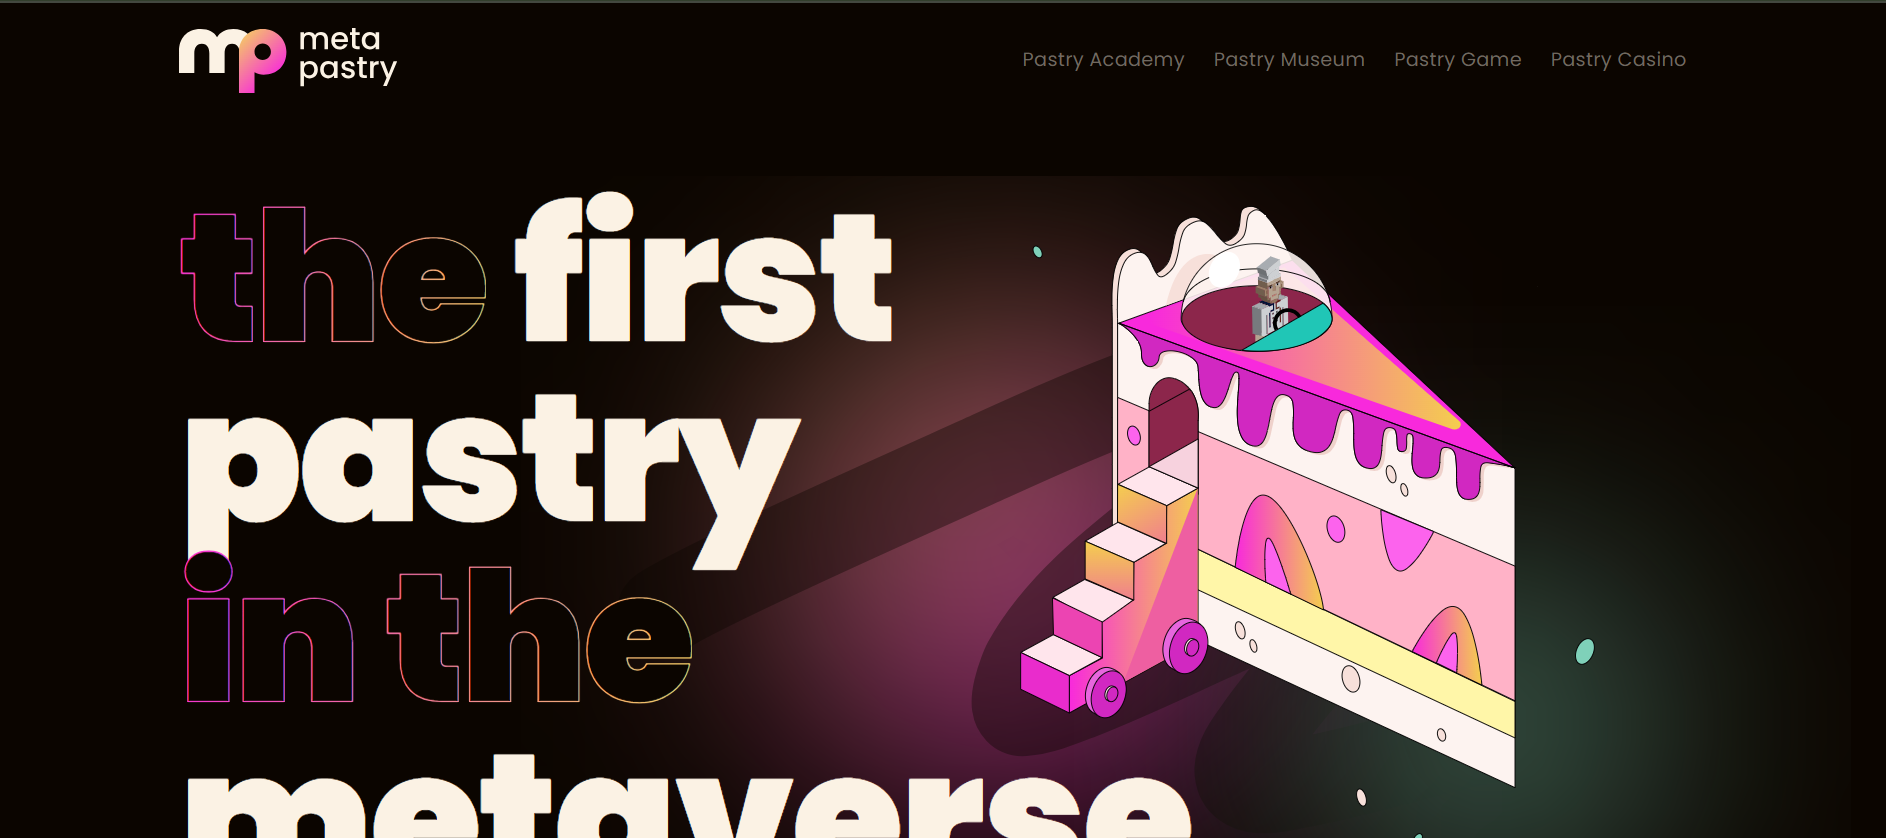 mp meta
pastry
Pastry Academy Pastry Museum Pastry Game Pastry Casino
the first
pastry
in the
metaverse